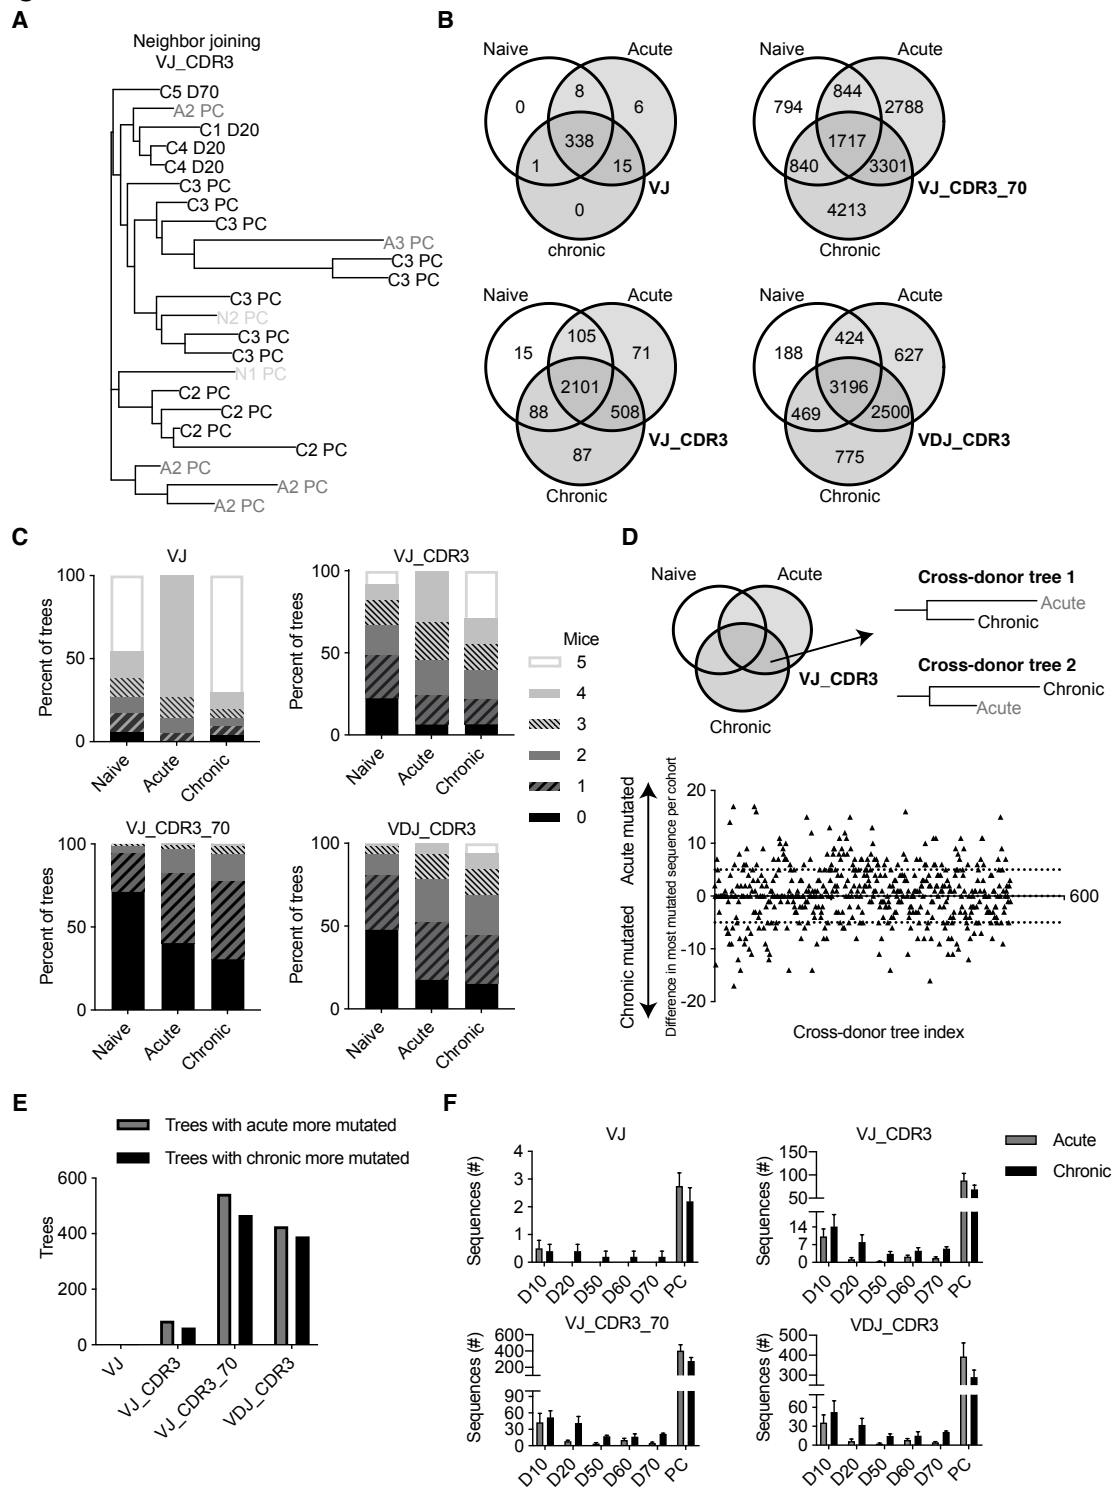 A
Neighbor joining
VJ_CDR3
C5 D70
A2 PC
C1 D20
C4 D20
C4 D20
C3 PC
C3 PC
C3 PC
A3 PC
C3 PC
C3 PC
C3 PC
N2 PC
C3 PC
C3 PC
N1 PC
C2 PC
C2 PC
C2 PC
C2 PC
A2 PC
A2 PC
A2 PC
B
Naive
Acute
0
8
6
338
1
15
VJ
0
chronic
Naive
Acute
794
844
2788
1717
840
3301
VJ_CDR3_70
4213
Chronic
Naive
Acute
15
105
71
2101
88
508
VJ_CDR3
87
Chronic
Naive
Acute
188
424
627
3196
469
2500
VDJ_CDR3
775
Chronic
C
VJ
Percent of trees
100
50
0
Naive
Acute
Chronic
VJ_CDR3
Percent of trees
100
50
0
Naive
Acute
Chronic
Mice
5
4
3
2
1
0
VJ_CDR3_70
Percent of trees
100
50
0
Naive
Acute
Chronic
VDJ_CDR3
Percent of trees
100
50
0
Naive
Acute
Chronic
D
Naive
Acute
VJ_CDR3
Chronic
Cross-donor tree 1
Acute
Chronic
Cross-donor tree 2
Chronic
Acute
Chronic mutated
Acute mutated
Difference in most mutated sequence per cohort
20
10
0
-10
-20
600
Cross-donor tree index
E
Trees with acute more mutated
Trees with chronic more mutated
Trees
600
400
200
0
VJ
VJ_CDR3
VJ_CDR3_70
VDJ_CDR3
F
VJ
Sequences (#)
4
3
2
1
0
D10
D20
D50
D60
D70
PC
VJ_CDR3
Sequences (#)
150
100
50
14
7
0
D10
D20
D50
D60
D70
PC
Acute
Chronic
VJ_CDR3_70
Sequences (#)
600
400
200
90
60
30
0
D10
D20
D50
D60
D70
PC
VDJ_CDR3
Sequences (#)
500
400
300
60
30
0
D10
D20
D50
D60
D70
PC